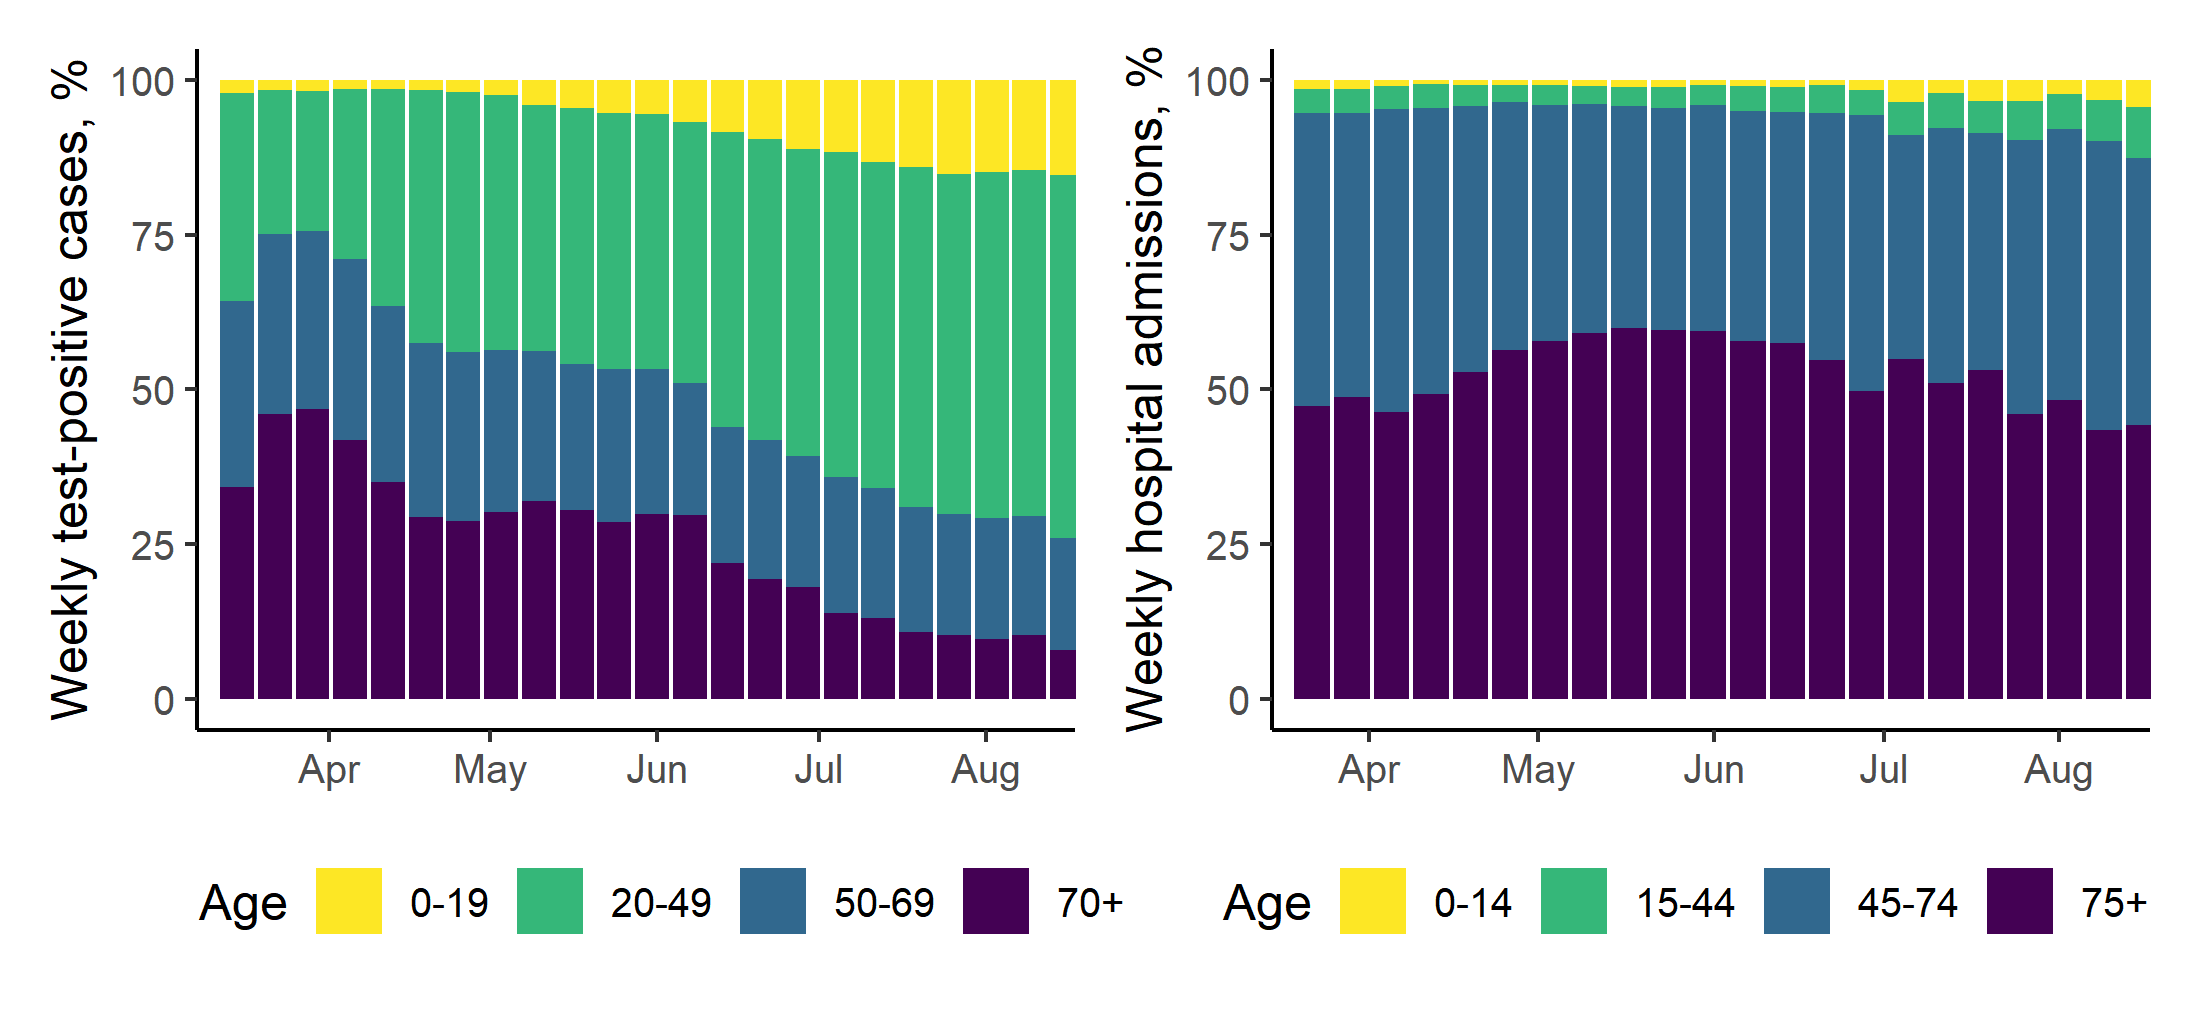 Weekly test-positive cases, %
100
75
50
25
0
Apr May Jun Jul Aug
Age 0-19 20-49 50-69 70+
Weekly hospital admissions, %
100
75
50
25
0
Apr May Jun Jul Aug
Age 0-14 15-44 45-74 75+